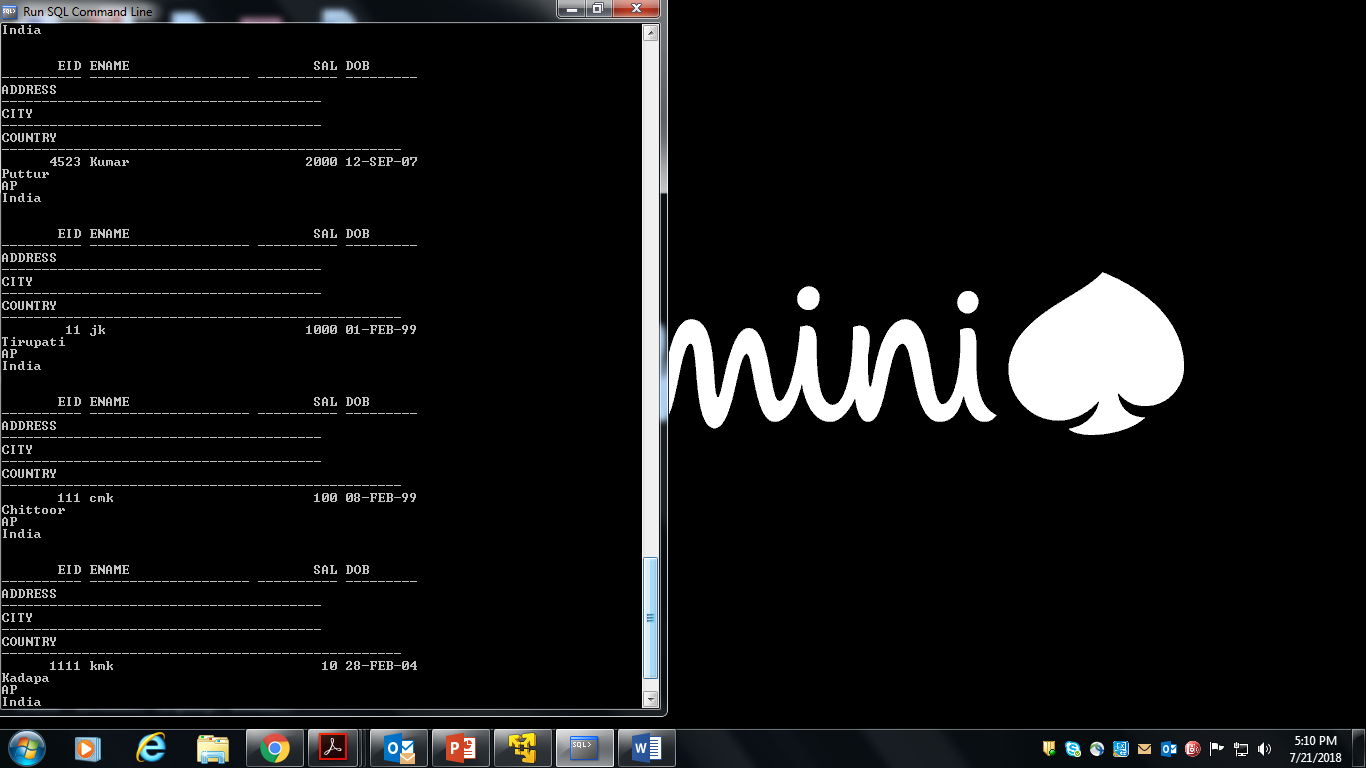 Run SQL Command Line
India
EID ENAME SAL DOB
---------- -------------------- ---------- ---------
ADDRESS
----------------------------------------
CITY
----------------------------------------
COUNTRY
--------------------------------------------------
4523 Kumar 2000 12-SEP-07
Puttur
AP
India
EID ENAME SAL DOB
---------- -------------------- ---------- ---------
ADDRESS
----------------------------------------
CITY
----------------------------------------
COUNTRY
--------------------------------------------------
11 jk 1000 01-FEB-99
Tirupati
AP
India
EID ENAME SAL DOB
---------- -------------------- ---------- ---------
ADDRESS
----------------------------------------
CITY
----------------------------------------
COUNTRY
--------------------------------------------------
111 cmk 100 08-FEB-99
Chittoor
AP
India
EID ENAME SAL DOB
---------- -------------------- ---------- ---------
ADDRESS
----------------------------------------
CITY
----------------------------------------
COUNTRY
--------------------------------------------------
1111 kmk 10 28-FEB-04
Kadapa
AP
India
mini
SQL>
5:10 PM
7/21/2018